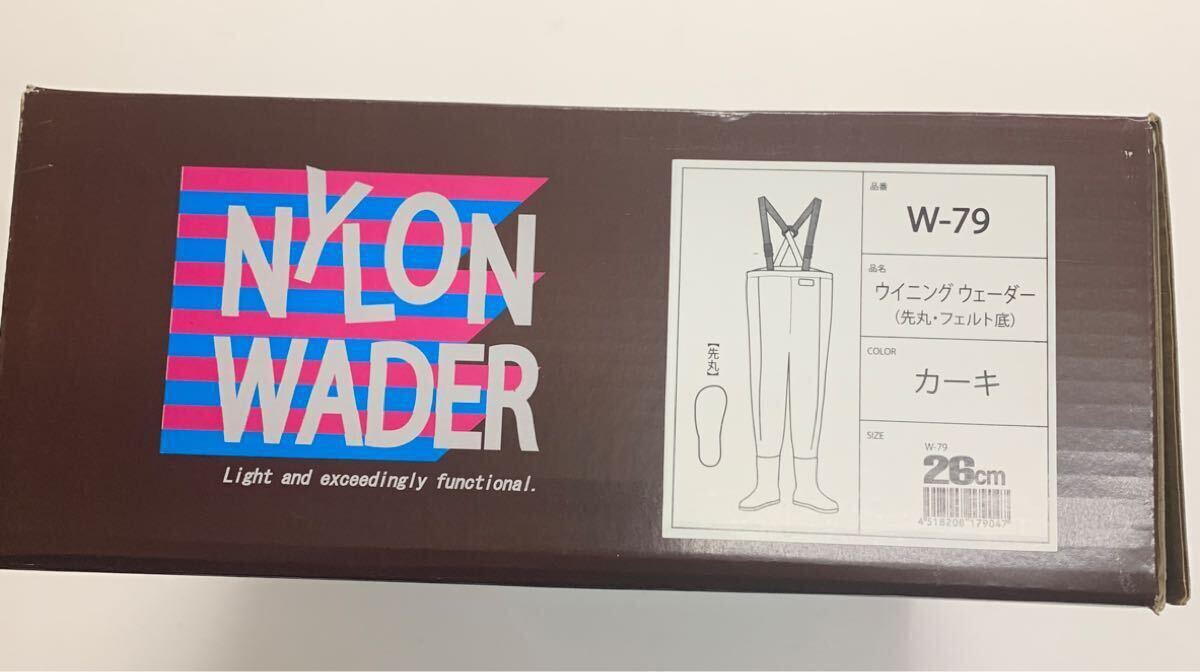 NYLON
WADER
Light and exceedingly functional.
【先丸】
品番
W-79
品名
ウイニング ウェーダー
(先丸・フェルト底)
COLOR
カーキ
SIZE
W-79
26cm
4518208179047